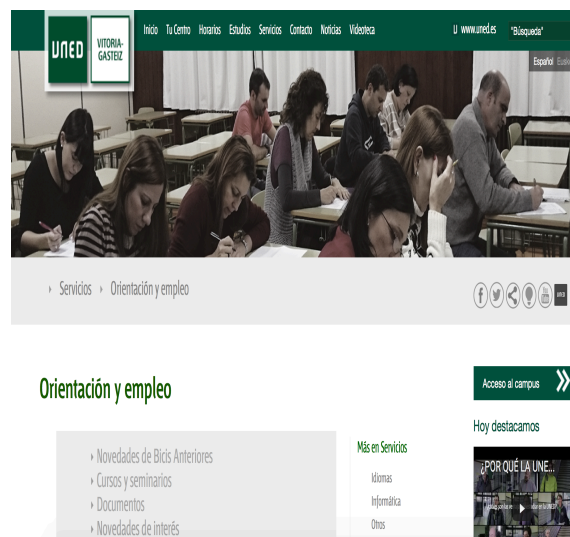 Inicio Tu Centro Horarios Estudios Servicios Contacto Noticias Videoteca
www.uned.es "Búsqueda"
UNED
VITORIA-
GASTEIZ
Español
Servicios Orientación y empleo
You
UNED
Orientación y empleo
Acceso al campus
Hoy destacamos
Novedades de Bicis Anteriores
Cursos y seminarios
Documentos
Novedades de interés
Más en Servicios
Idiomas
Informática
Otros
¿POR QUÉ LA UNE...